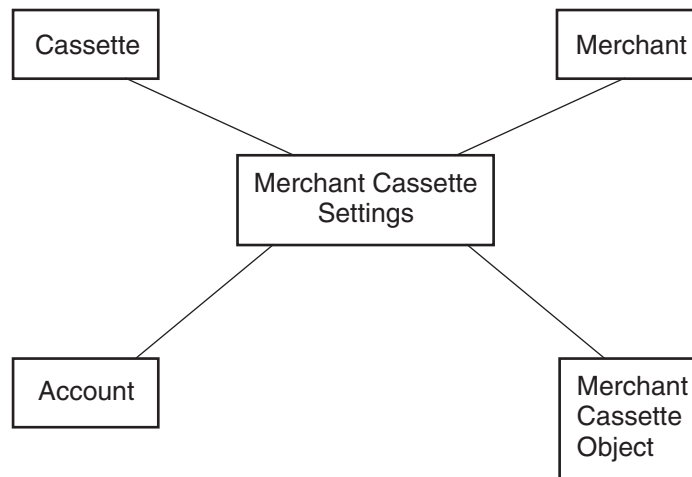 Cassette
Merchant
Merchant Cassette
Settings
Account
Merchant
Cassette
Object